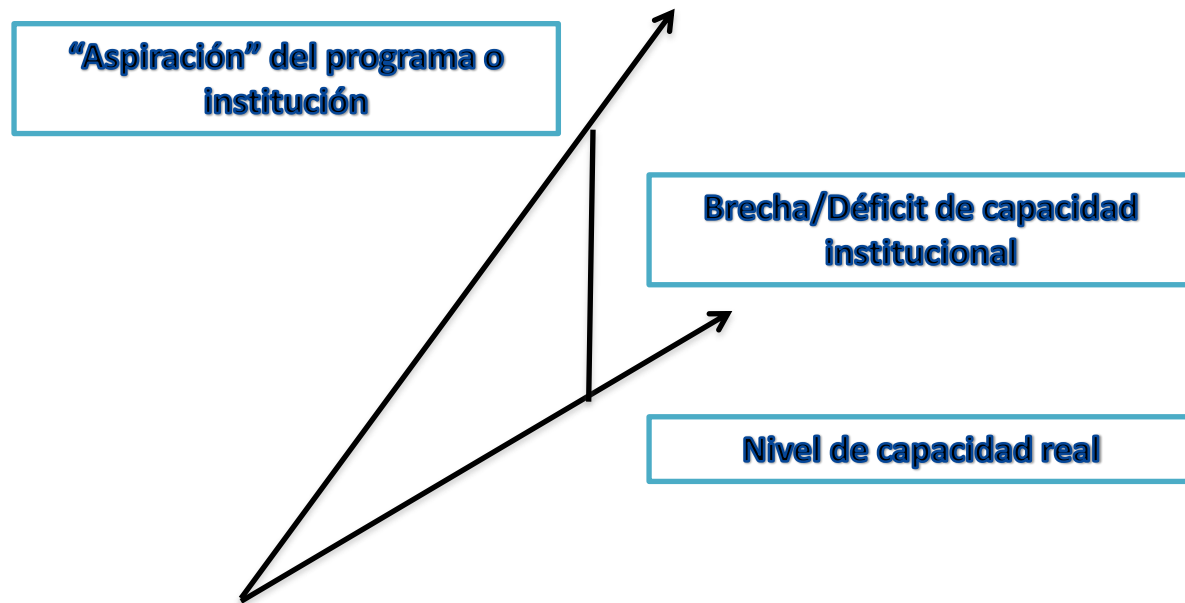 “Aspiración” del programa o
institución
Brecha/Déficit de capacidad
institucional
Nivel de capacidad real